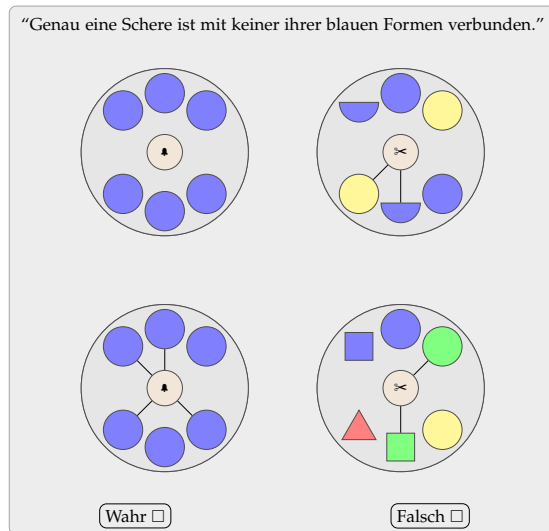 “Genau eine Schere ist mit keiner ihrer blauen Formen verbunden.”
Wahr □ Falsch □